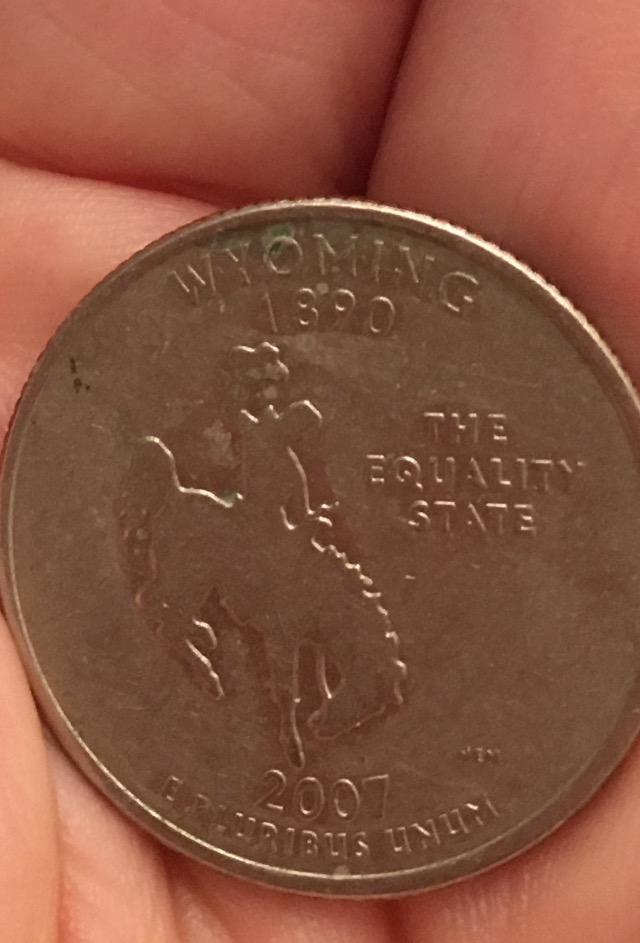 WYOMING
1890
THE
EQUALITY
STATE
2007
E PLURIBUS UNUM